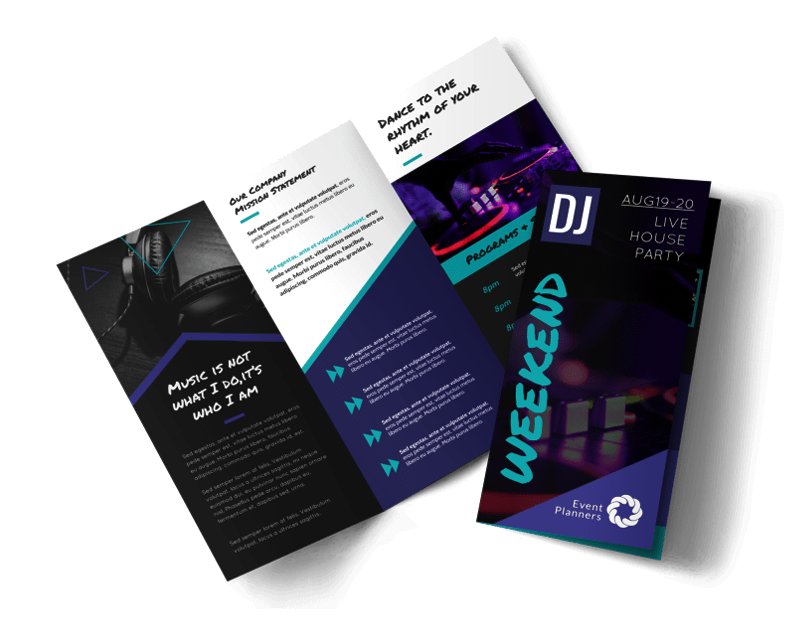 MUSIC IS NOT
WHAT I DO,IT'S
WHO I AM
Sed egestas, ante et vulputate volutpat, eros
pede semper est, vitae luctus metus libero
eu augue. Morbi purus libero, faucibus
adipiscing, commodo quis, gravida id, est.
Sed semper lorem at felis. Vestibulum
volutpat, lacus a ultrices sagittis, mi neque
euismod dui, eu pulvinar nunc sapien ornare
nisl. Phasellus pede arcu, dapibus eu,
fermentum et, dapibus sed, urna.
Sed semper lorem at felis. Vestibulum
volutpat, lacus a ultrices sagittis,
OUR COMPANY
MISSION STATEMENT
Sed egestas, ante et vulputate volutpat, eros
pede semper est, vitae luctus metus libero eu
augue. Morbi purus libero.
Sed egestas, ante et vulputate volutpat, eros
pede semper est, vitae luctus metus libero eu
augue. Morbi purus libero, faucibus
adipiscing, commodo quis, gravida id.
Sed egestas, ante et vulputate volutpat,
eros pede semper est, vitae luctus metus
libero eu augue. Morbi purus libero.
Sed egestas, ante et vulputate volutpat,
eros pede semper est, vitae luctus metus
libero eu augue. Morbi purus libero.
Sed egestas, ante et vulputate volutpat,
eros pede semper est, vitae luctus metus
libero eu augue. Morbi purus libero.
Sed egestas, ante et vulputate volutpat,
eros pede semper est, vitae luctus metus
libero eu augue. Morbi purus libero.
DANCE TO THE
RHYTHM OF YOUR
HEART.
PROGRAMS +
8pm
8pm
DJ
AUG19-20
LIVE
HOUSE
PARTY
WEEKEND
Event
Planners